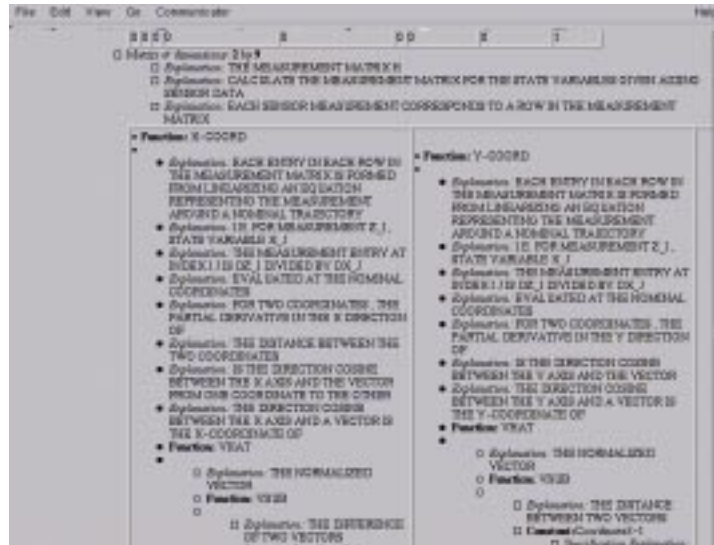 File Edit View Go Communicator Help
Matrix of dimensions: 2 by 9
Explanation: THE MEASUREMENT MATRIX H
Explanation: CALCULATE THE MEASUREMENT MATRIX FOR THE STATE VARIABLES GIVEN ADDING
SENSOR DATA
Explanation: EACH SENSOR MEASUREMENT CORRESPONDS TO A ROW IN THE MEASUREMENT
MATRIX
Function: X-COORD
Explanation: EACH ENTRY IN EACH ROW IN
THE MEASUREMENT MATRIX IS FORMED
FROM LINEARIZING AN EQUATION
REPRESENTING THE MEASUREMENT
AROUND A NOMINAL TRAJECTORY
Explanation: I.E. FOR MEASUREMENT Z_I,
STATE VARIABLE X_J
Explanation: THE MEASUREMENT ENTRY AT
INDEX I J IS DZ_I DIVIDED BY DX_J
Explanation: EVALUATED AT THE NOMINAL
COORDINATES
Explanation: FOR TWO COORDINATES, THE
PARTIAL DERIVATIVE IN THE X DIRECTION
OF
Explanation: THE DISTANCE BETWEEN THE
TWO COORDINATES
Explanation: IS THE DIRECTION COSINE
BETWEEN THE X AXIS AND THE VECTOR
FROM ONE COORDINATE TO THE OTHER
Explanation: THE DIRECTION COSINE
BETWEEN THE X AXIS AND A VECTOR IS
THE X-COORDINATE OF
Function: VHAT
Explanation: THE NORMALIZED
VECTOR
Function: VSUB
Explanation: THE DIFFERENCE
OF TWO VECTORS
Function: Y-COORD
Explanation: EACH ENTRY IN EACH ROW IN
THE MEASUREMENT MATRIX IS FORMED
FROM LINEARIZING AN EQUATION
REPRESENTING THE MEASUREMENT
AROUND A NOMINAL TRAJECTORY
Explanation: I.E. FOR MEASUREMENT Z_I,
STATE VARIABLE X_J
Explanation: THE MEASUREMENT ENTRY AT
INDEX I J IS DZ_I DIVIDED BY DX_J
Explanation: EVALUATED AT THE NOMINAL
COORDINATES
Explanation: FOR TWO COORDINATES, THE
PARTIAL DERIVATIVE IN THE Y DIRECTION
OF
Explanation: IS THE DIRECTION COSINE
BETWEEN THE Y AXIS AND THE VECTOR
Explanation: THE DIRECTION COSINE
BETWEEN THE Y AXIS AND A VECTOR IS
THE Y-COORDINATE OF
Function: VHAT
Explanation: THE NORMALIZED
VECTOR
Function: VSUB
Explanation: THE DISTANCE
BETWEEN TWO VECTORS